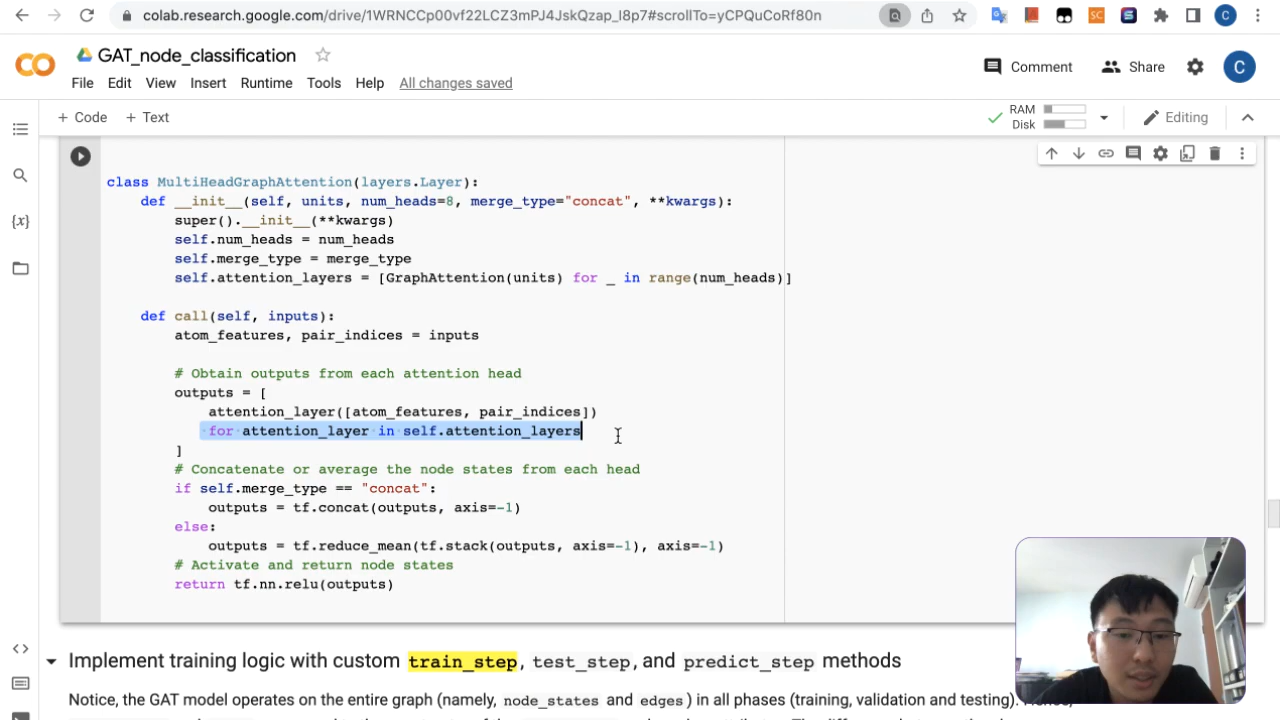 colab.research.google.com/drive/1WRNCCp00vf22LCZ3mPJ4JskQzap_I8p7#scrollTo=yCPQuCoRf80n
SC
S
C
GAT_node_classification
Comment
Share
C
File Edit View Insert Runtime Tools Help All changes saved
+ Code + Text
RAM
Disk
Editing
{x}
class MultiHeadGraphAttention(layers.Layer):
def __init__(self, units, num_heads=8, merge_type="concat", **kwargs):
super().__init__(**kwargs)
self.num_heads = num_heads
self.merge_type = merge_type
self.attention_layers = [GraphAttention(units) for _ in range(num_heads)]
def call(self, inputs):
atom_features, pair_indices = inputs
# Obtain outputs from each attention head
outputs = [
attention_layer([atom_features, pair_indices])
for attention_layer in self.attention_layers
]
# Concatenate or average the node states from each head
if self.merge_type == "concat":
outputs = tf.concat(outputs, axis=-1)
else:
outputs = tf.reduce_mean(tf.stack(outputs, axis=-1), axis=-1)
# Activate and return node states
return tf.nn.relu(outputs)
Implement training logic with custom train_step, test_step, and predict_step methods
Notice, the GAT model operates on the entire graph (namely, node_states and edges) in all phases (training, validation and testing). Hence,